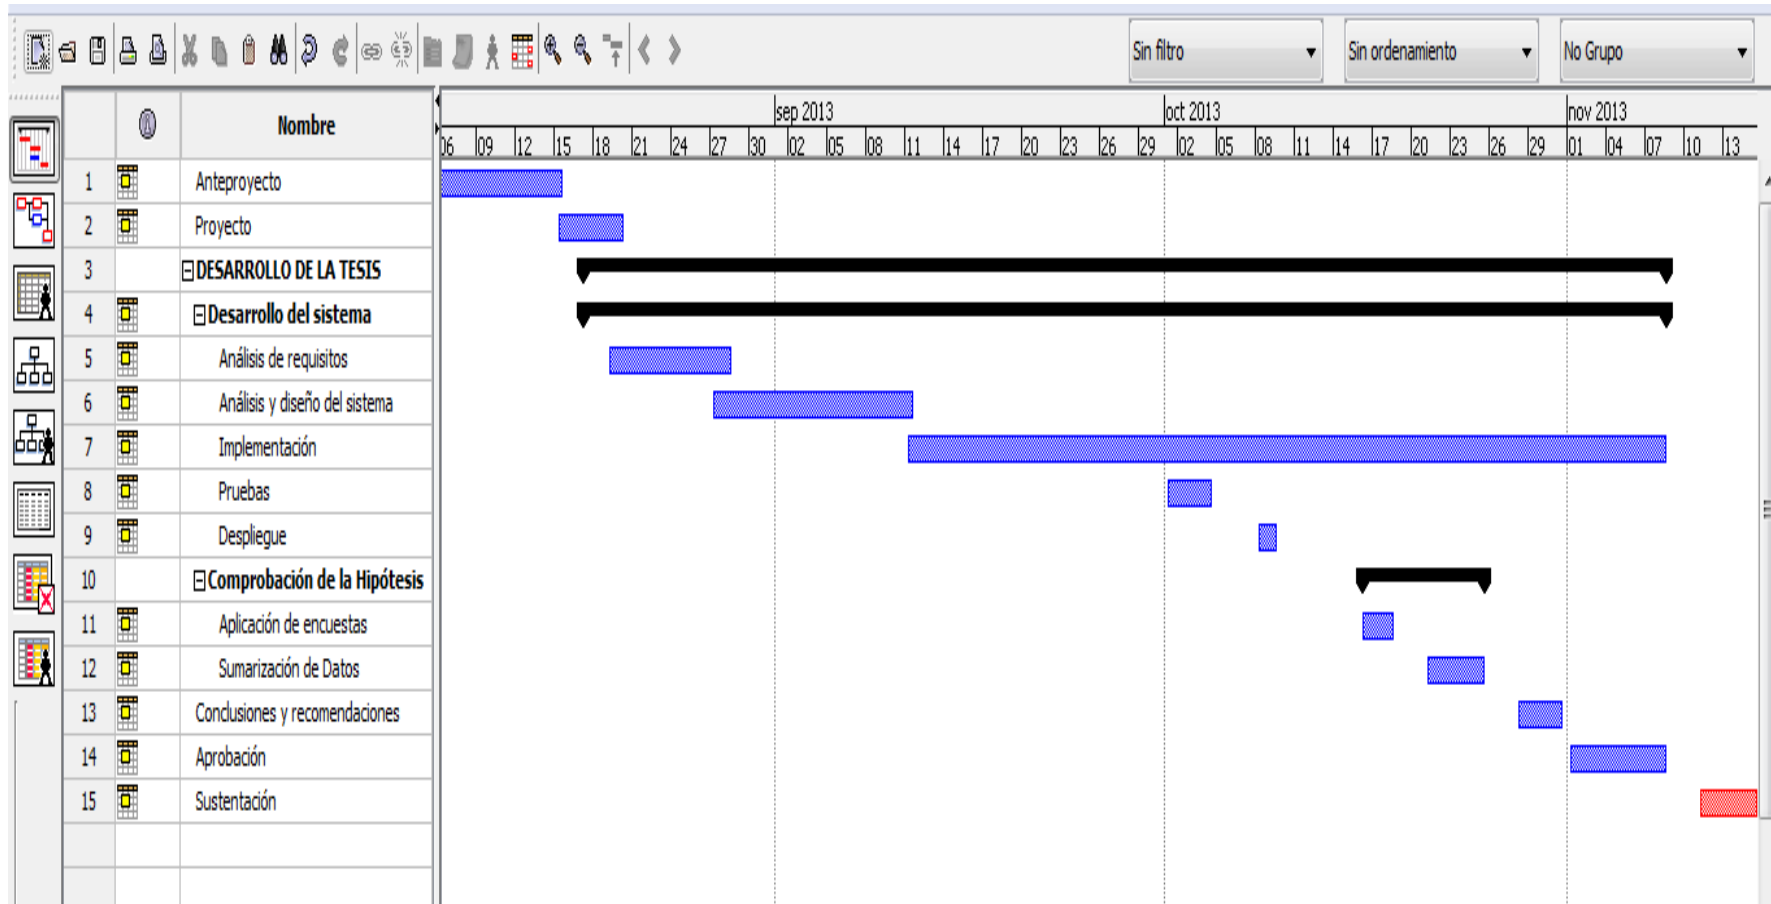 Sin filtro Sin ordenamiento No Grupo
Nombre
sep 2013 oct 2013 nov 2013
06 09 12 15 18 21 24 27 30 02 05 08 11 14 17 20 23 26 29 02 05 08 11 14 17 20 23 26 29 01 04 07 10 13
1 Anteproyecto
2 Proyecto
3 DESARROLLO DE LA TESIS
4 Desarrollo del sistema
5 Análisis de requisitos
6 Análisis y diseño del sistema
7 Implementación
8 Pruebas
9 Despliegue
10 Comprobación de la Hipótesis
11 Aplicación de encuestas
12 Sumarización de Datos
13 Conclusiones y recomendaciones
14 Aprobación
15 Sustentación